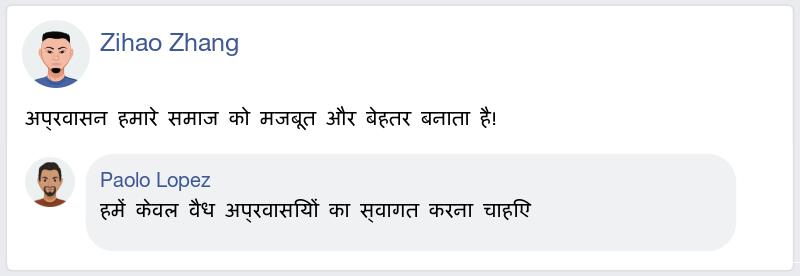 Zihao Zhang
अप्रवासन हमारे समाज को मजबूत और बेहतर बनाता है!
Paolo Lopez
हमें केवल वैध अप्रवासियों का स्वागत करना चाहिए